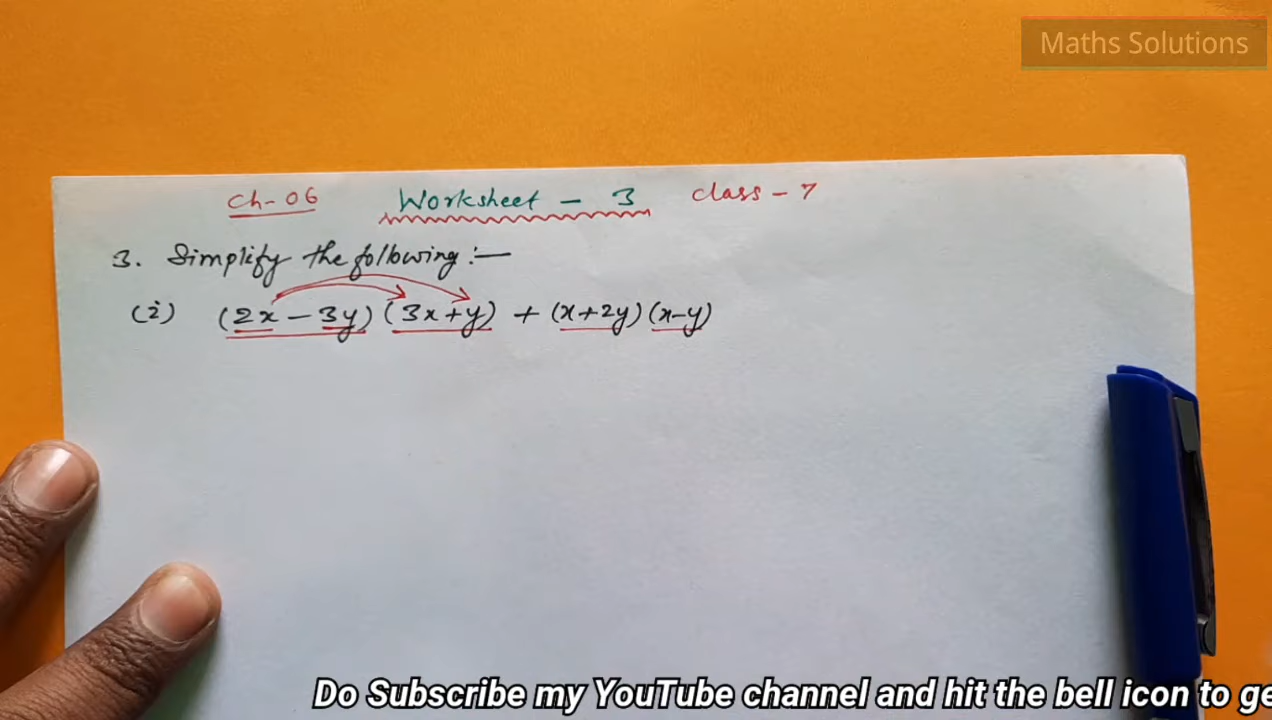 Maths Solutions
Ch-06 Worksheet - 3 Class-7
3. Simplify the following:—
(i) (2x-3y)(3x+y) + (x+2y)(x-y)
Do Subscribe my YouTube channel and hit the bell icon to ge